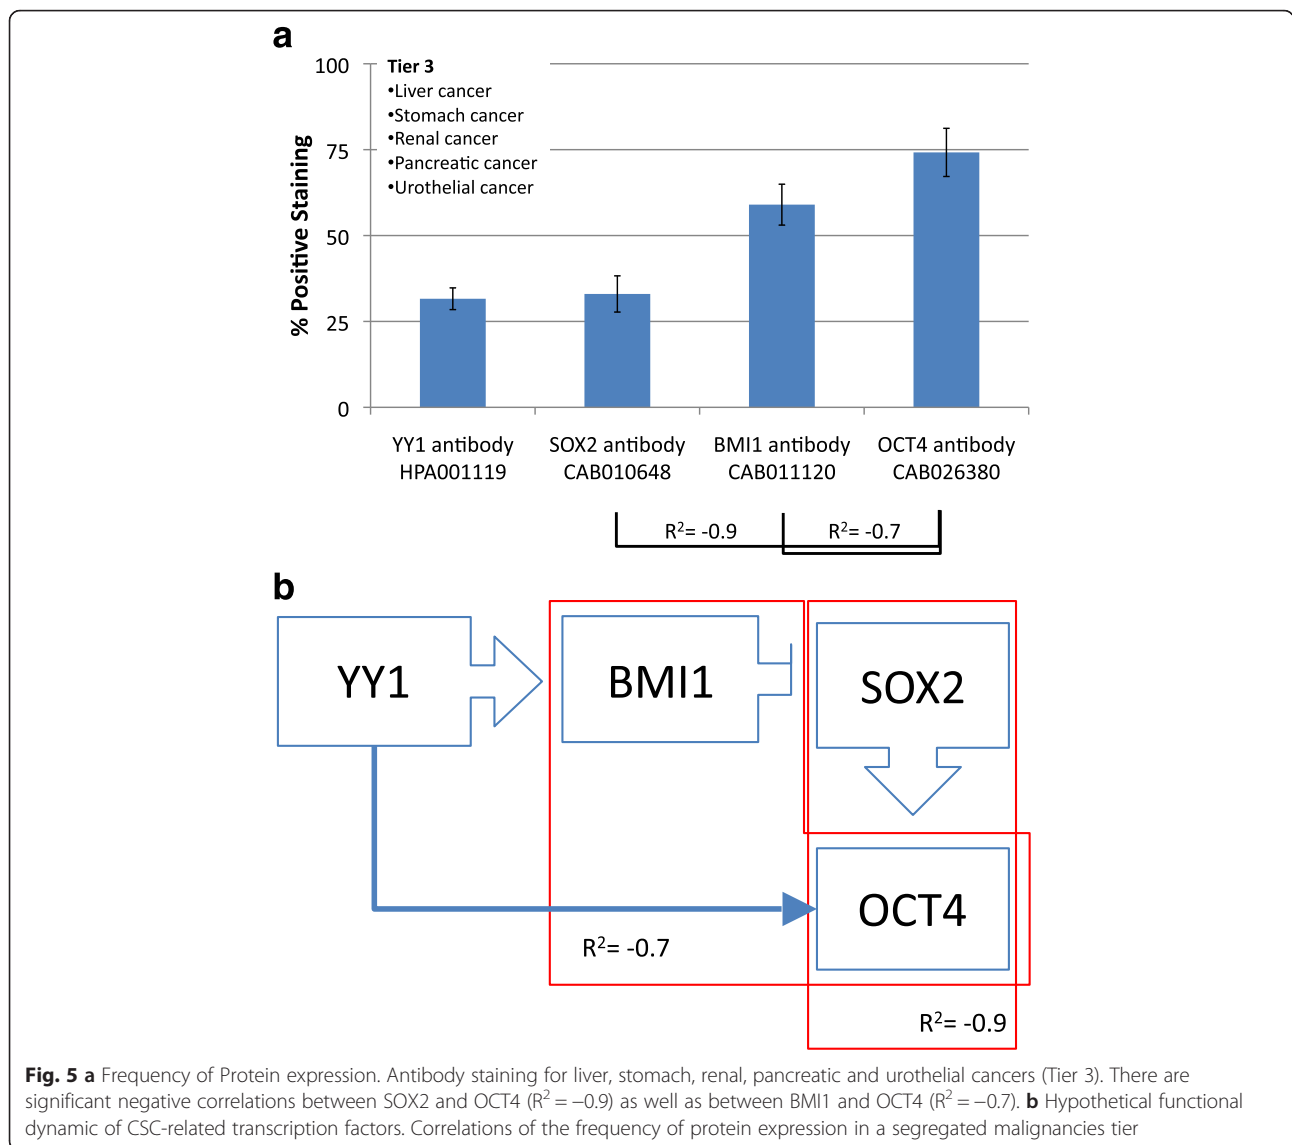 a
100
75
50
25
0
% Positive Staining
Tier 3
•Liver cancer
•Stomach cancer
•Renal cancer
•Pancreatic cancer
•Urothelial cancer
YY1 antibody SOX2 antibody BMI1 antibody OCT4 antibody
HPA001119 CAB010648 CAB011120 CAB026380
R²= -0.9 R²= -0.7
b
YY1 BMI1 SOX2
OCT4
R²= -0.7
R²= -0.9
Fig. 5 a Frequency of Protein expression. Antibody staining for liver, stomach, renal, pancreatic and urothelial cancers (Tier 3). There are
significant negative correlations between SOX2 and OCT4 (R² = −0.9) as well as between BMI1 and OCT4 (R² = −0.7). b Hypothetical functional
dynamic of CSC-related transcription factors. Correlations of the frequency of protein expression in a segregated malignancies tier